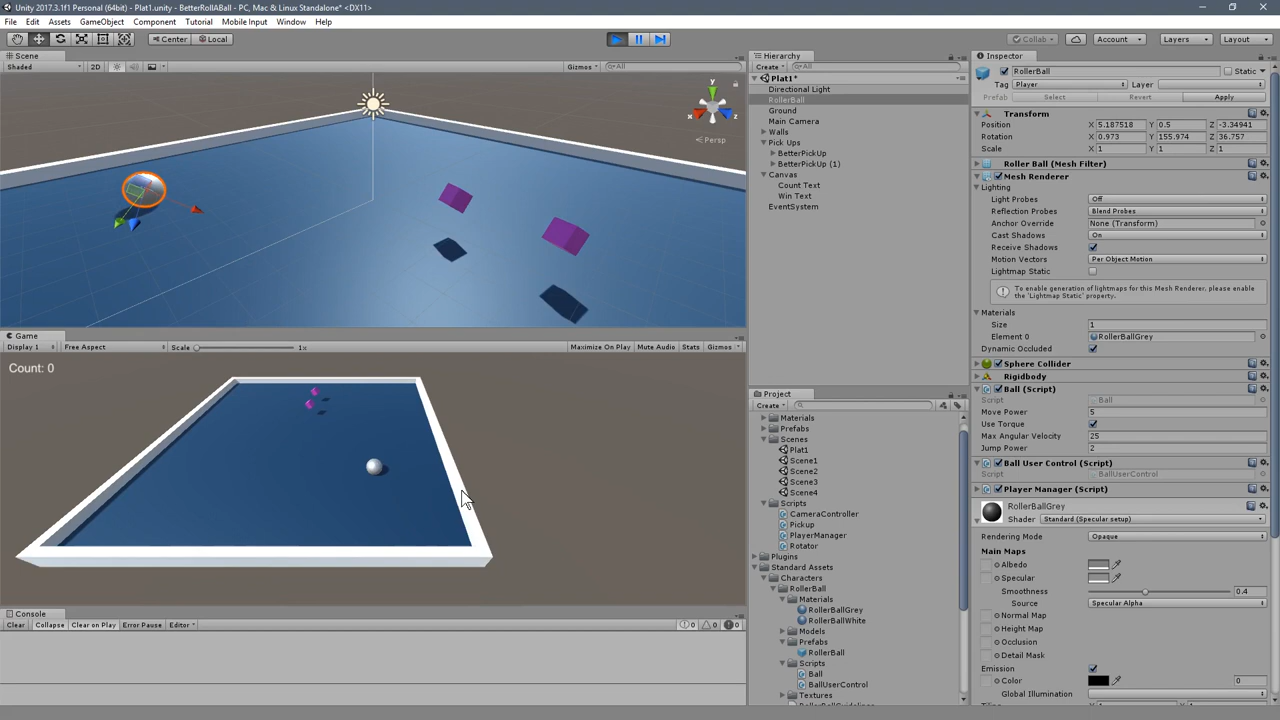 Unity 2017.3.1f1 Personal (64bit) - Plat1.unity - BetterRollABall - PC, Mac & Linux Standalone* <DX11>
File Edit Assets GameObject Component Tutorial Mobile Input Window Help
Center Local Collab Account Layers Layout
Scene
Shaded 2D Gizmos All
y
x z
Persp
Game
Display 1 Free Aspect Scale 1x Maximize On Play Mute Audio Stats Gizmos
Count: 0
Console
Clear Collapse Clear on Play Error Pause Editor 0 0 0
Hierarchy
Create All
Plat1*
Directional Light
RollerBall
Ground
Main Camera
Walls
Pick Ups
BetterPickUp
BetterPickUp (1)
Canvas
Count Text
Win Text
EventSystem
Project
Create
Materials
Prefabs
Scenes
Plat1
Scene1
Scene2
Scene3
Scene4
Scripts
CameraController
Pickup
PlayerManager
Rotator
Plugins
Standard Assets
Characters
RollerBall
Materials
RollerBallGrey
RollerBallWhite
Models
Prefabs
RollerBall
Scripts
Ball
BallUserControl
Textures
RollerBallGuidelines
Inspector
RollerBall Static
Tag Player Layer
Prefab Select Revert Apply
Transform
Position X 5.187518 Y 0.5 Z -3.34941
Rotation X 0.973 Y 155.974 Z 36.757
Scale X 1 Y 1 Z 1
Roller Ball (Mesh Filter)
Mesh Renderer
Lighting
Light Probes Off
Reflection Probes Blend Probes
Anchor Override None (Transform)
Cast Shadows On
Receive Shadows
Motion Vectors Per Object Motion
Lightmap Static
To enable generation of lightmaps for this Mesh Renderer, please enable
the 'Lightmap Static' property.
Materials
Size 1
Element 0 RollerBallGrey
Dynamic Occluded
Sphere Collider
Rigidbody
Ball (Script)
Script Ball
Move Power 5
Use Torque
Max Angular Velocity 25
Jump Power 2
Ball User Control (Script)
Script BallUserControl
Player Manager (Script)
RollerBallGrey
Shader Standard (Specular setup)
Rendering Mode Opaque
Main Maps
Albedo
Specular
Smoothness 0.4
Source Specular Alpha
Normal Map
Height Map
Occlusion
Detail Mask
Emission
Color 0
Global Illumination